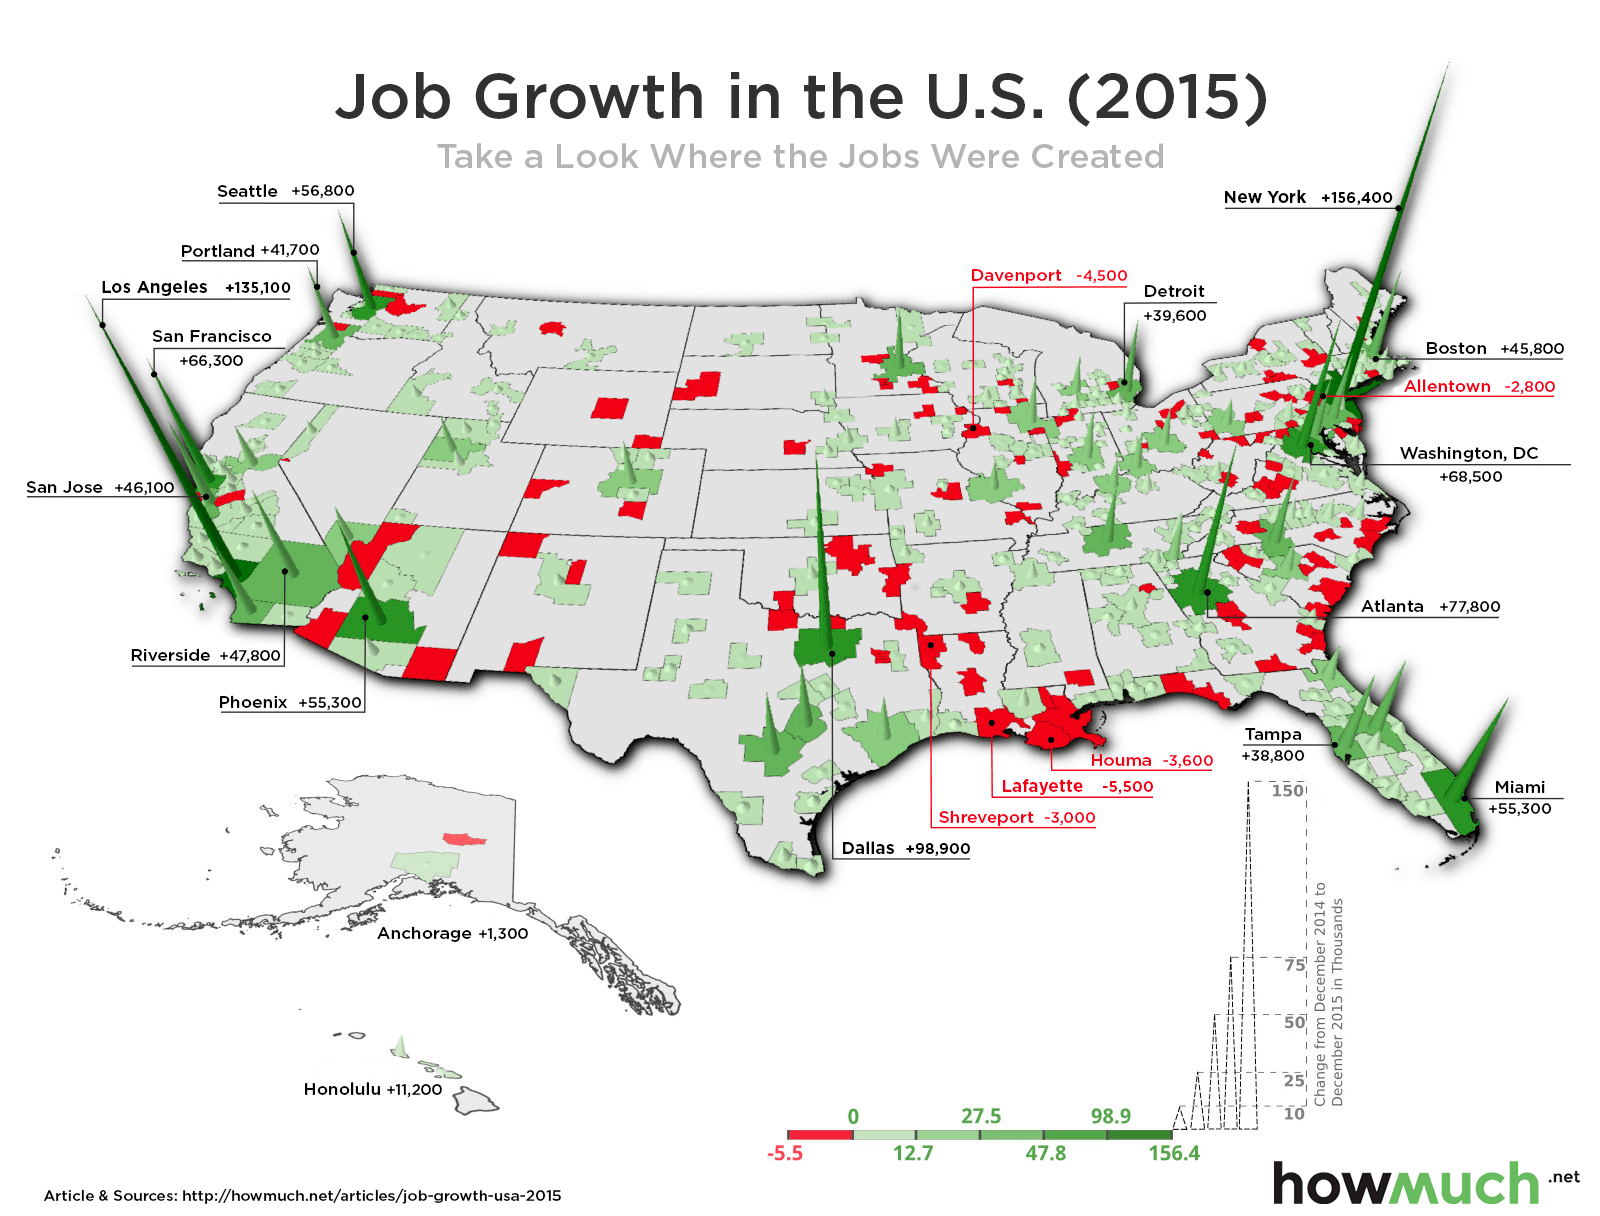 Job Growth in the U.S. (2015)
Take a Look Where the Jobs Were Created
Seattle +56,800
New York +156,400
Portland +41,700
Los Angeles +135,100
Davenport -4,500
Detroit
+39,600
San Francisco
+66,300
Boston +45,800
Allentown -2,800
Washington, DC
+68,500
San Jose +46,100
Atlanta +77,800
Riverside +47,800
Phoenix +55,300
Tampa
+38,800
Houma -3,600
Lafayette -5,500
Miami
+55,300
Shreveport -3,000
Dallas +98,900
Anchorage +1,300
Honolulu +11,200
150
75
50
25
10
Change from December 2014 to
December 2015 in Thousands
0 27.5 98.9
-5.5 12.7 47.8 156.4
howmuch.net
Article & Sources: http://howmuch.net/articles/job-growth-usa-2015